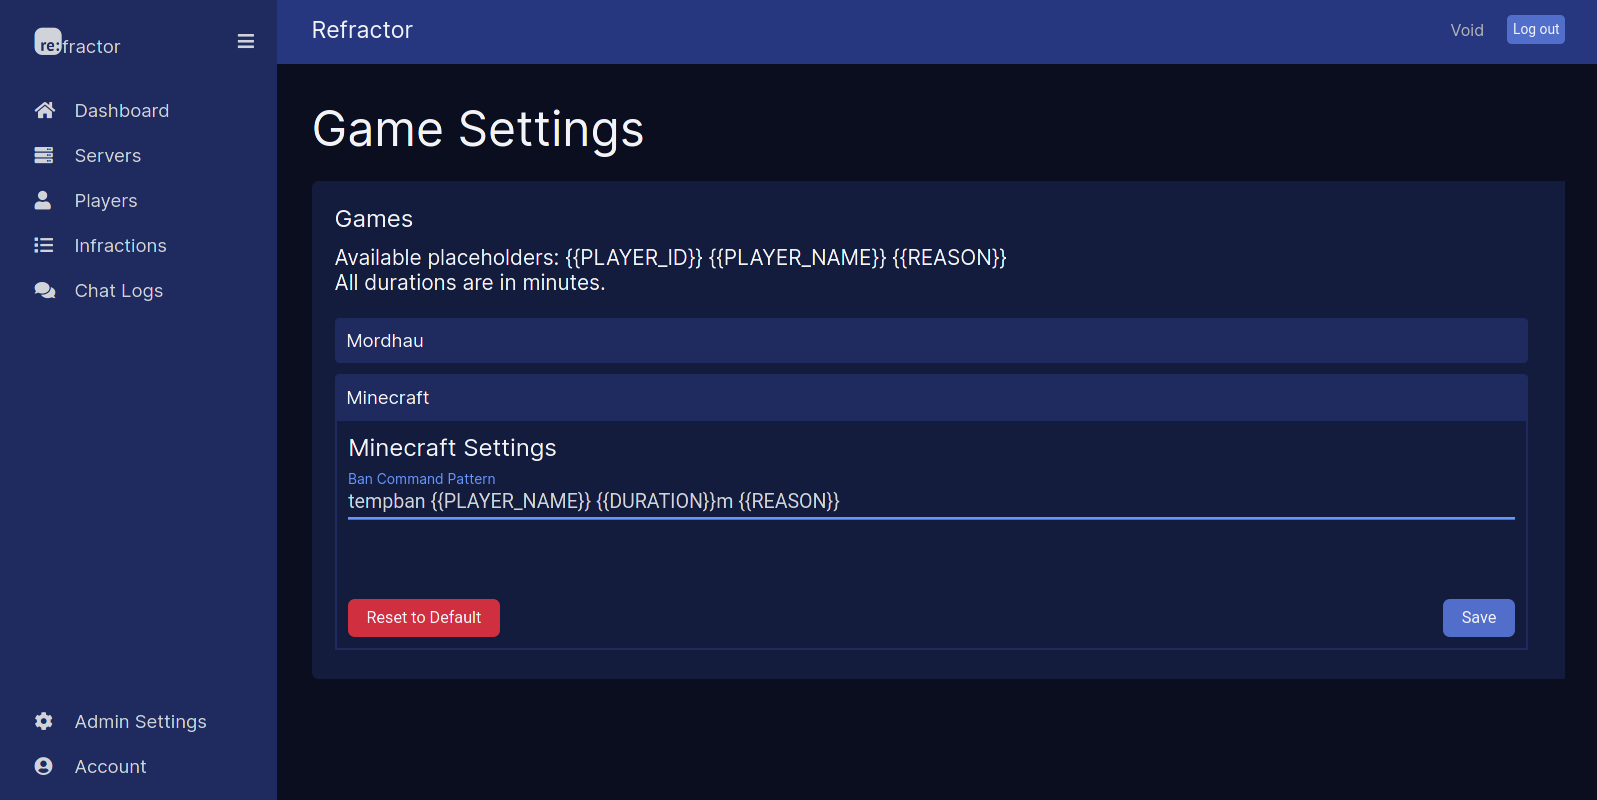 re:fractor
Dashboard
Servers
Players
Infractions
Chat Logs
Admin Settings
Account
Refractor
Void
Log out
Game Settings
Games
Available placeholders: {{PLAYER_ID}} {{PLAYER_NAME}} {{REASON}}
All durations are in minutes.
Mordhau
Minecraft
Minecraft Settings
Ban Command Pattern
tempban {{PLAYER_NAME}} {{DURATION}}m {{REASON}}
Reset to Default
Save